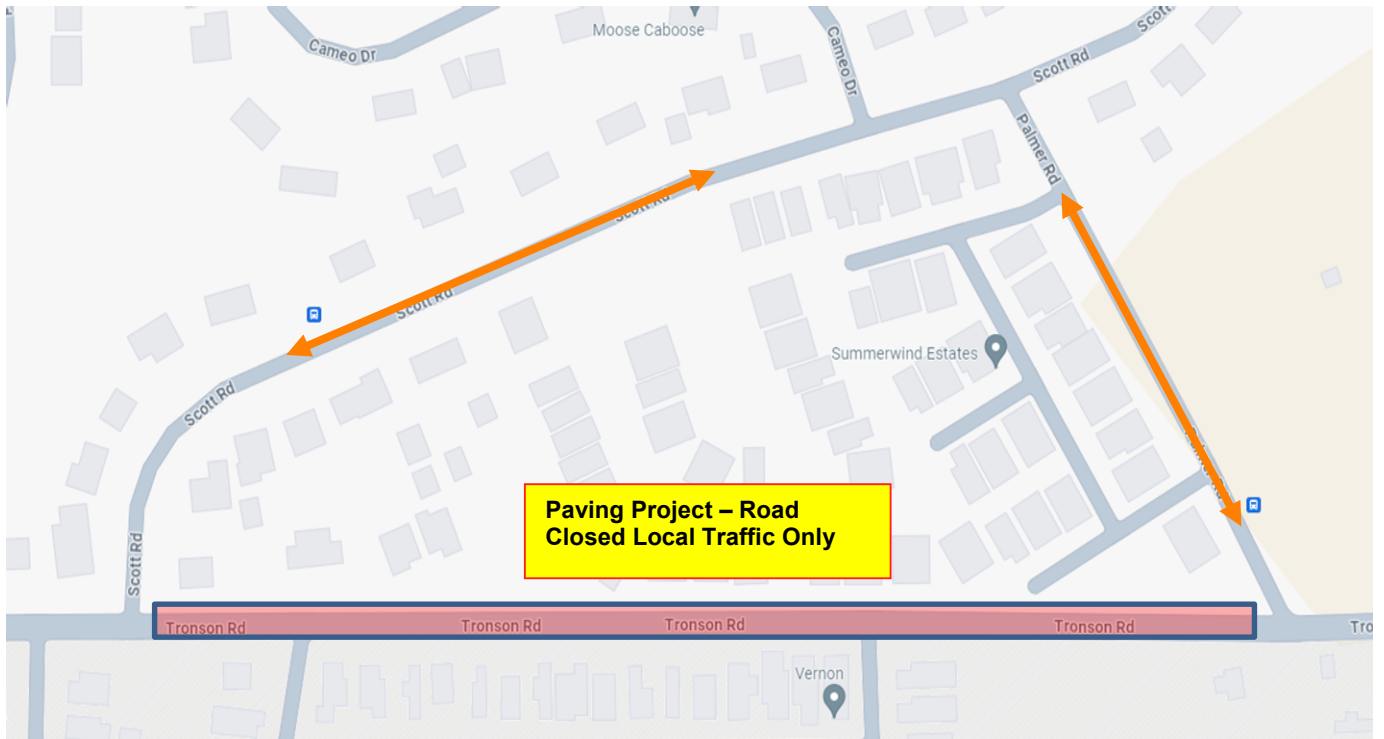 Moose Caboose
Scott
Cameo Dr
Cameo Dr
Scott Rd
Palmer Rd
Scott Rd
Scott Rd
Summerwind Estates
Scott Rd
Palmer Rd
Paving Project – Road
Closed Local Traffic Only
Scott Rd
Tronson Rd
Tronson Rd
Tronson Rd
Tronson Rd
Tro
Vernon